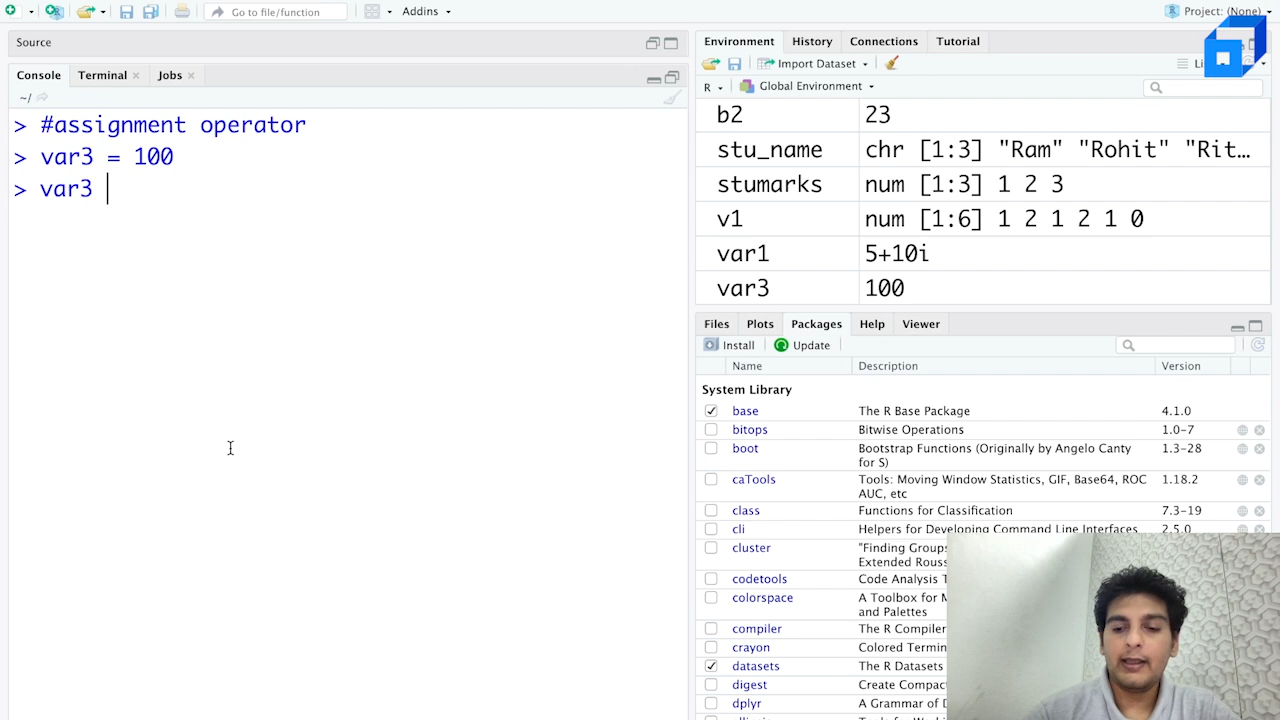 Go to file/function
Addins
Project: (None)
Source
Console
Terminal
Jobs
~/
> #assignment operator
> var3 = 100
> var3
Environment
History
Connections
Tutorial
Import Dataset
R
Global Environment
b2 23
stu_name chr [1:3] "Ram" "Rohit" "Rit…
stumarks num [1:3] 1 2 3
v1 num [1:6] 1 2 1 2 1 0
var1 5+10i
var3 100
Files
Plots
Packages
Help
Viewer
Install
Update
Name Description Version
System Library
base The R Base Package 4.1.0
bitops Bitwise Operations 1.0-7
boot Bootstrap Functions (Originally by Angelo Canty 1.3-28
for S)
caTools Tools: Moving Window Statistics, GIF, Base64, ROC 1.18.2
AUC, etc
class Functions for Classification 7.3-19
cli Helpers for Developing Command Line Interfaces 2.5.0
cluster "Finding Groups
Extended Rouss
codetools Code Analysis T
colorspace A Toolbox for M
and Palettes
compiler The R Compiler
crayon Colored Termin
datasets The R Datasets
digest Create Compac
dplyr A Grammar of D